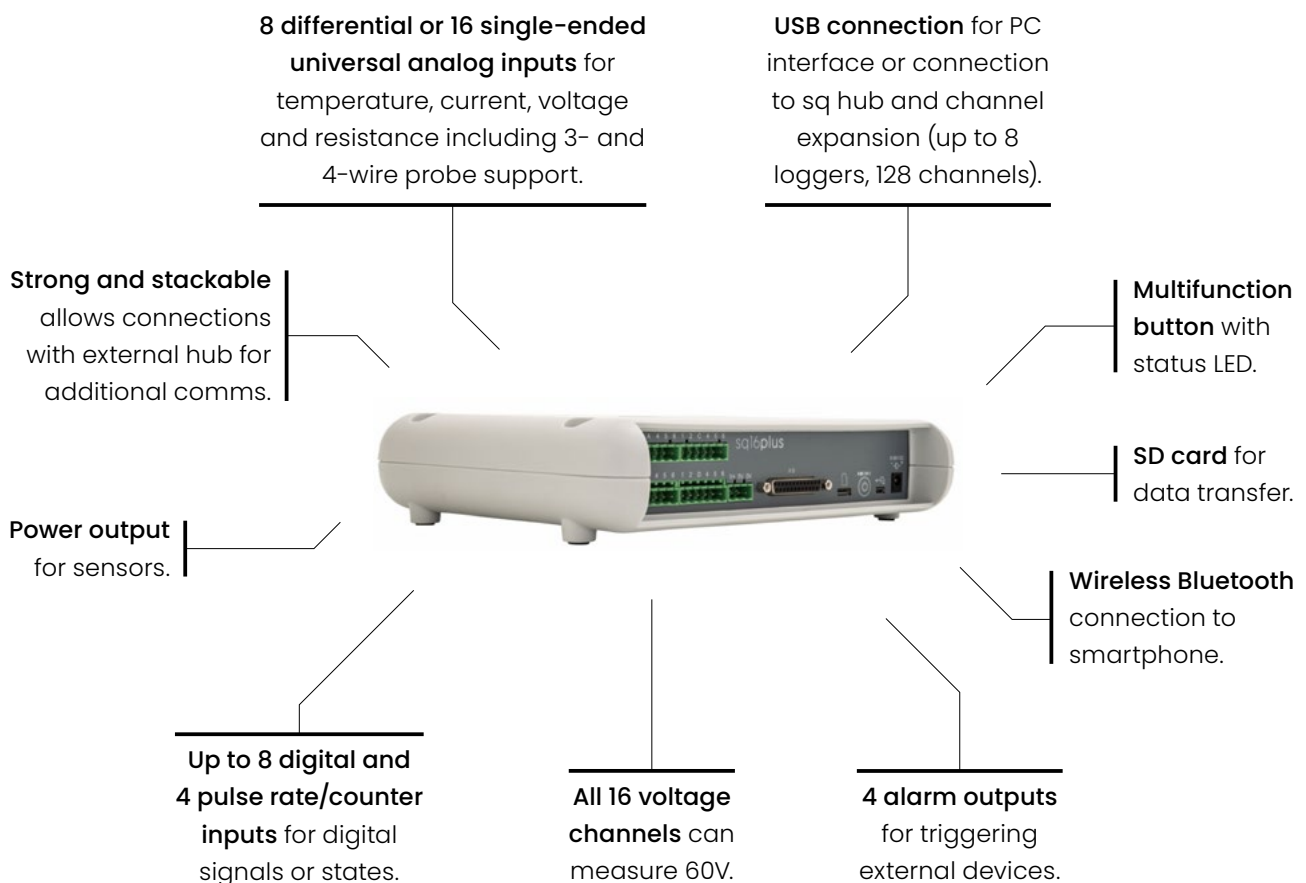 8 differential or 16 single-ended
universal analog inputs for
temperature, current, voltage
and resistance including 3- and
4-wire probe support.
USB connection for PC
interface or connection
to sq hub and channel
expansion (up to 8
loggers, 128 channels).
Strong and stackable
allows connections
with external hub for
additional comms.
Multifunction
button with
status LED.
sq16plus
SD card for
data transfer.
Power output
for sensors.
Wireless Bluetooth
connection to
smartphone.
Up to 8 digital and
4 pulse rate/counter
inputs for digital
signals or states.
All 16 voltage
channels can
measure 60V.
4 alarm outputs
for triggering
external devices.